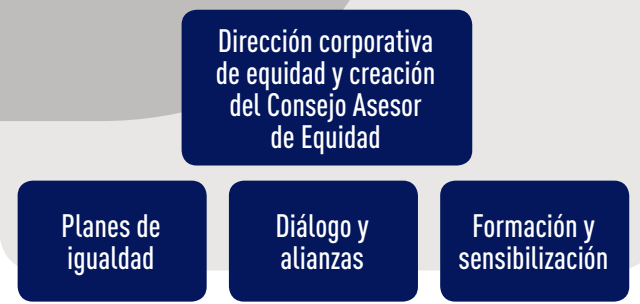 Dirección corporativa
de equidad y creación
del Consejo Asesor
de Equidad
Planes de
igualdad
Diálogo y
alianzas
Formación y
sensibilización